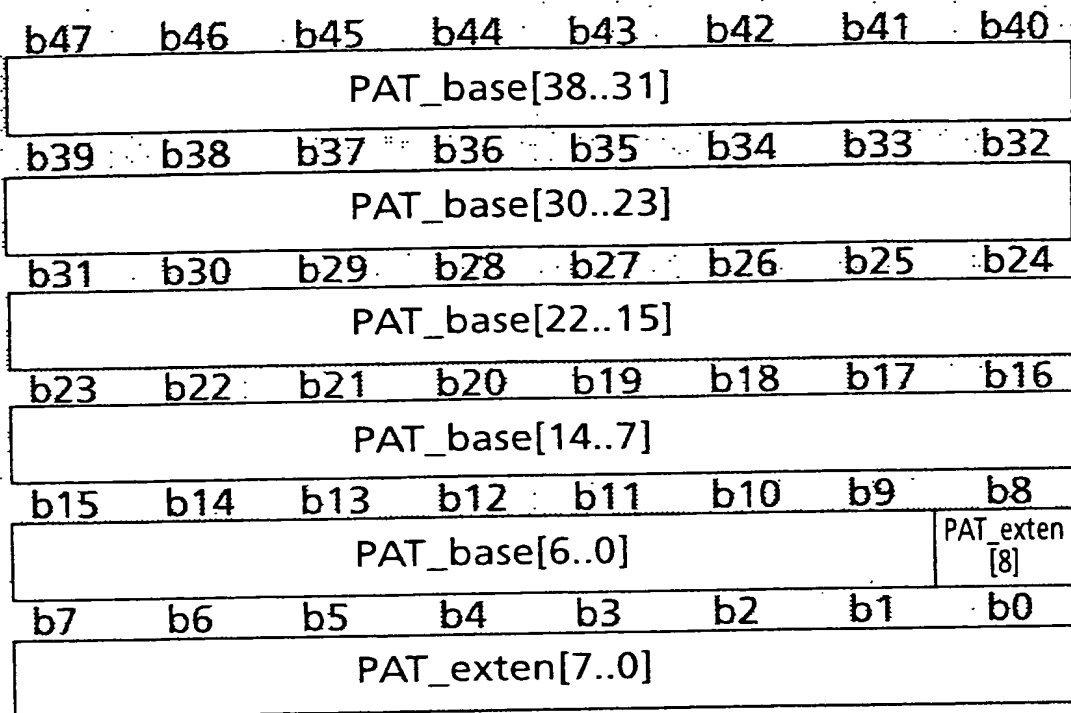 b47 b46 b45 b44 b43 b42 b41 b40
PAT_base[38..31]
b39 b38 b37 b36 b35 b34 b33 b32
PAT_base[30..23]
b31 b30 b29 b28 b27 b26 b25 b24
PAT_base[22..15]
b23 b22 b21 b20 b19 b18 b17 b16
PAT_base[14..7]
b15 b14 b13 b12 b11 b10 b9 b8
PAT_base[6..0]
PAT_exten
[8]
b7 b6 b5 b4 b3 b2 b1 b0
PAT_exten[7..0]